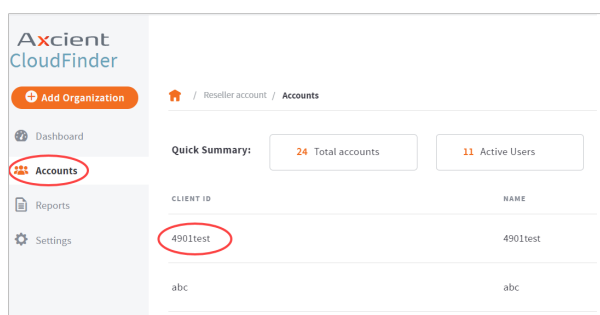 Axcient
CloudFinder
Add Organization
Dashboard
Accounts
Reports
Settings
/ Reseller account / Accounts
Quick Summary: 24 Total accounts 11 Active Users
CLIENT ID NAME
4901test 4901test
abc abc